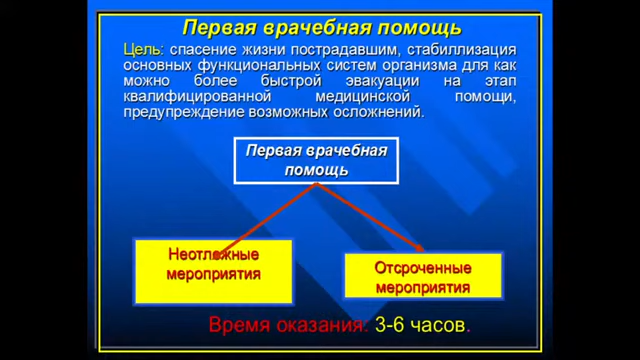 Первая врачебная помощь
Цель: спасение жизни пострадавшим, стабиллизация
основных функциональных систем организма для как
можно более быстрой эвакуации на этап
квалифицированной медицинской помощи,
предупреждение возможных осложнений.
Первая врачебная
помощь
Неотложные
мероприятия
Отсроченные
мероприятия
Время оказания: 3-6 часов.